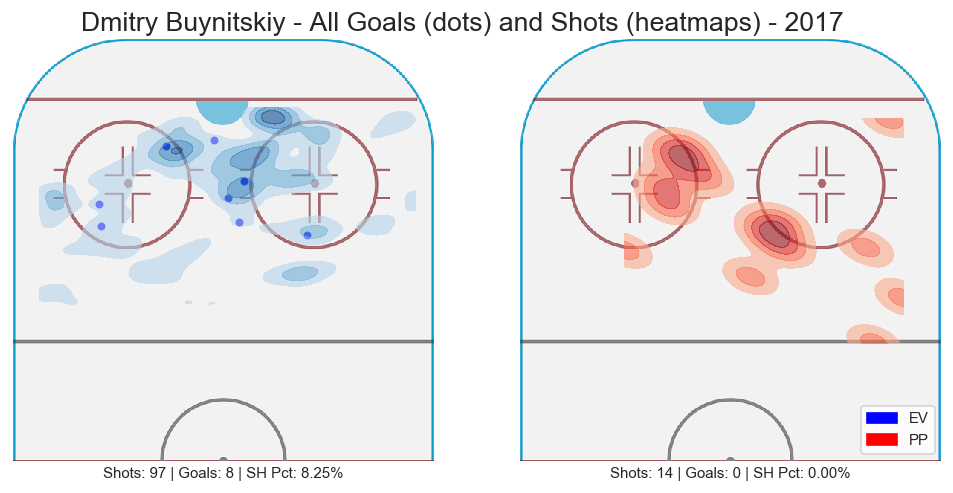 Dmitry Buynitskiy - All Goals (dots) and Shots (heatmaps) - 2017
EV
PP
Shots: 97 | Goals: 8 | SH Pct: 8.25%
Shots: 14 | Goals: 0 | SH Pct: 0.00%